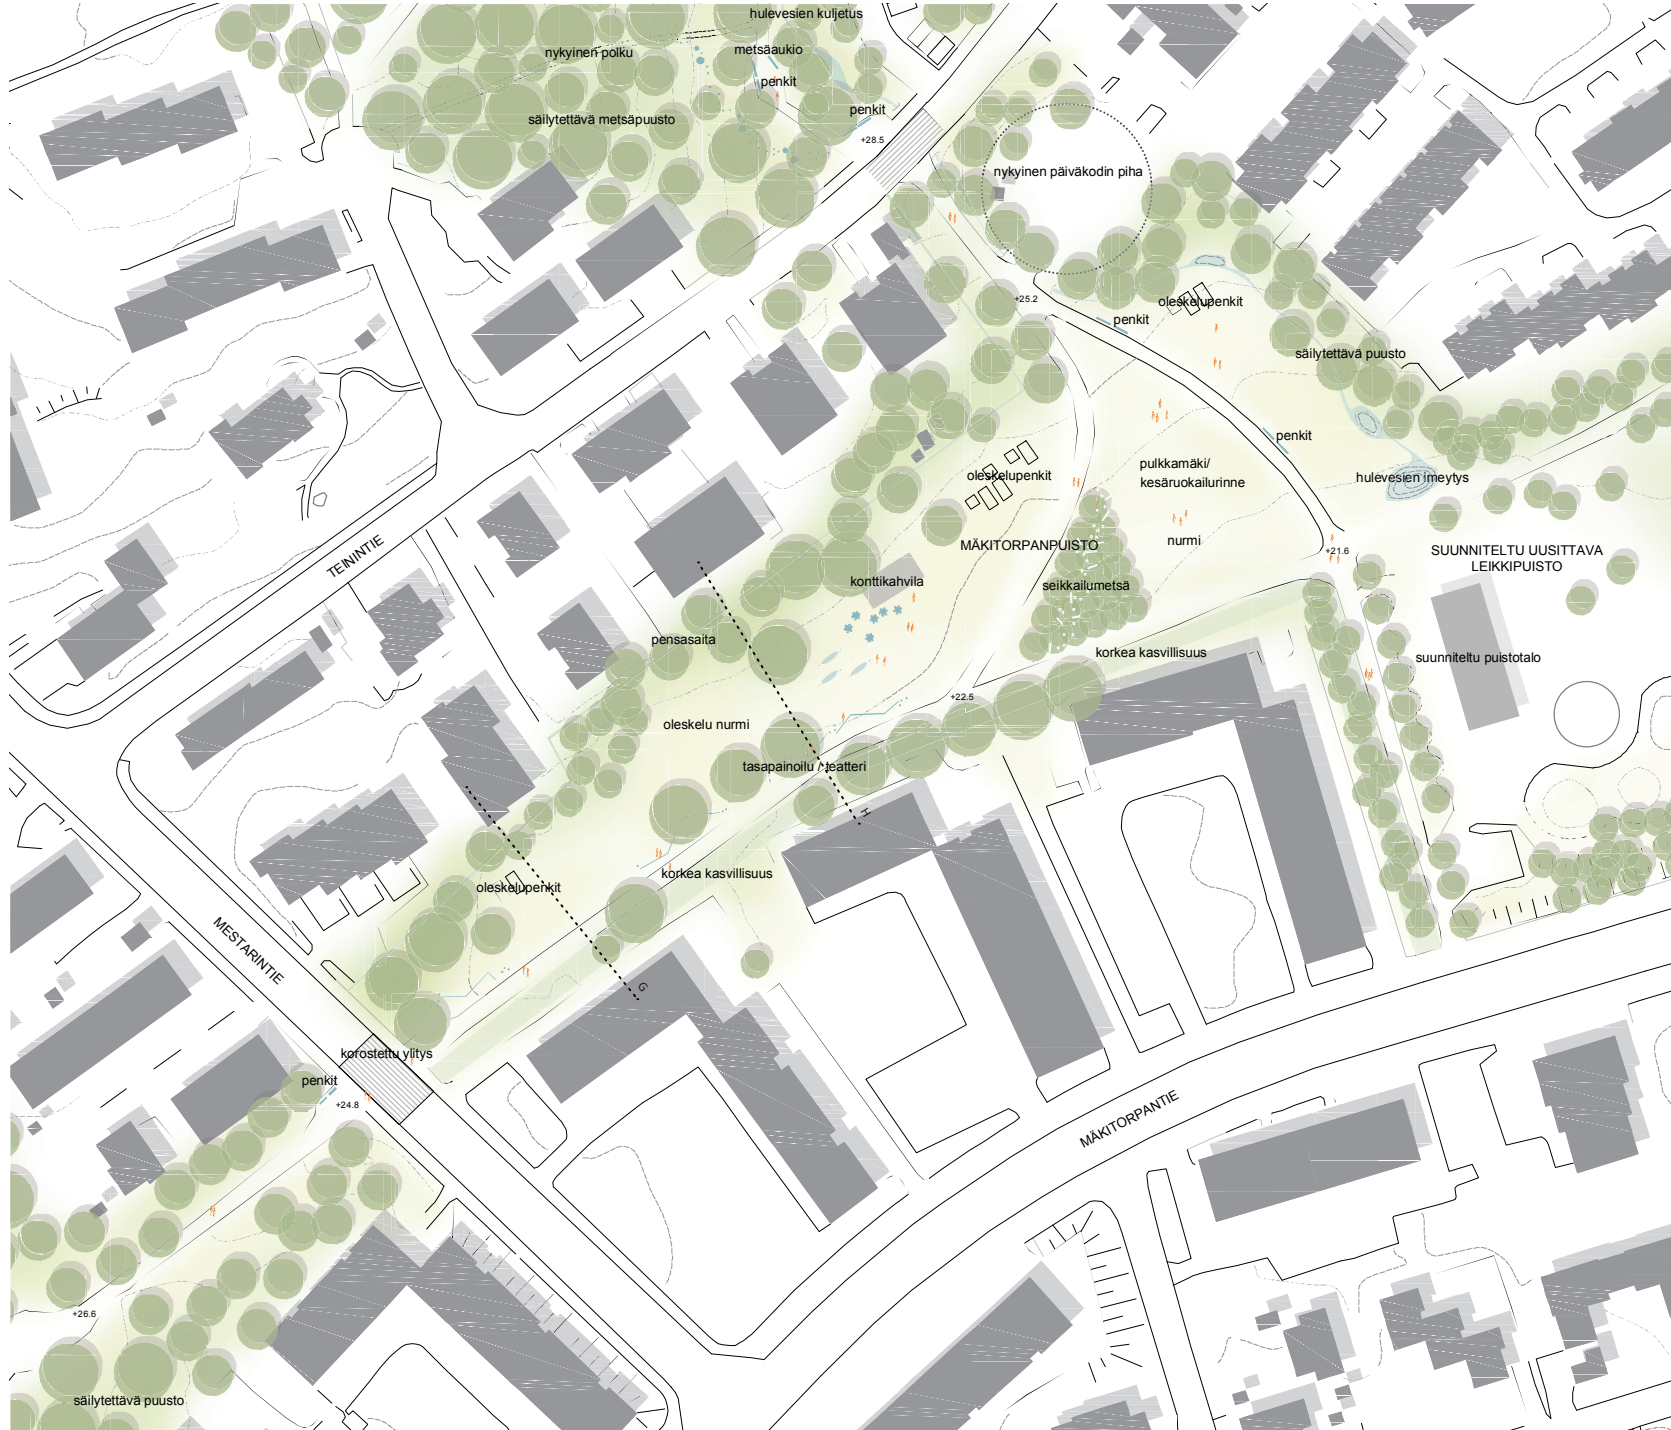 hulevesien kuljetus
nykyinen polku
metsäaukio
penkit
penkit
säilytettävä metsäpuusto
+28.5
nykyinen päiväkodin piha
+25.2
oleskelupenkit
penkit
säilytettävä puusto
penkit
pulkkamäki/
kesäruokailurinne
oleskelupenkit
hulevesien imeytys
nurmi
MÄKITORPANPUISTO
+21.6
SUUNNITELTU UUSITTAVA
LEIKKIPUISTO
TEININTIE
konttikahvila
seikkailumetsä
pensasaita
korkea kasvillisuus
suunniteltu puistotalo
+22.5
oleskelu nurmi
tasapainoilu / teatteri
H
korkea kasvillisuus
oleskelupenkit
MESTARINTIE
G
korostettu ylitys
penkit
+24.8
MÄKITORPANTIE
+26.6
säilytettävä puusto